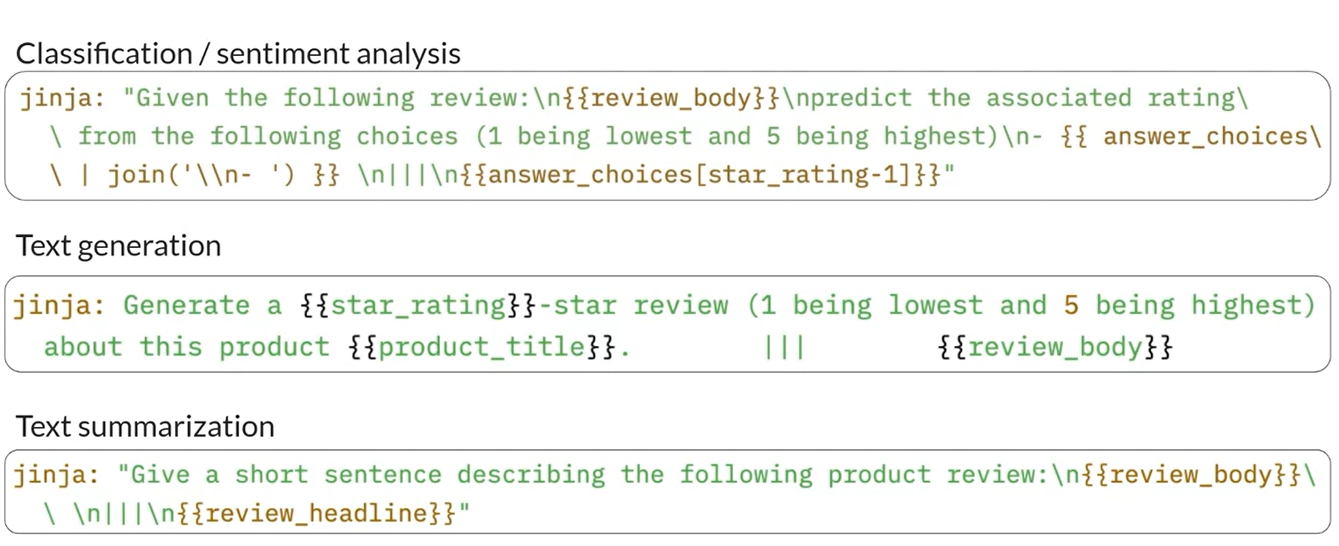 Classification / sentiment analysis
jinja: "Given the following review:\n{{review_body}}\npredict the associated rating\
\ from the following choices (1 being lowest and 5 being highest)\n- {{ answer_choices\
\ | join('\\n- ') }} \n|||\n{{answer_choices[star_rating-1]}}"
Text generation
jinja: Generate a {{star_rating}}-star review (1 being lowest and 5 being highest)
about this product {{product_title}}. ||| {{review_body}}
Text summarization
jinja: "Give a short sentence describing the following product review:\n{{review_body}}\
\ \n|||\n{{review_headline}}"